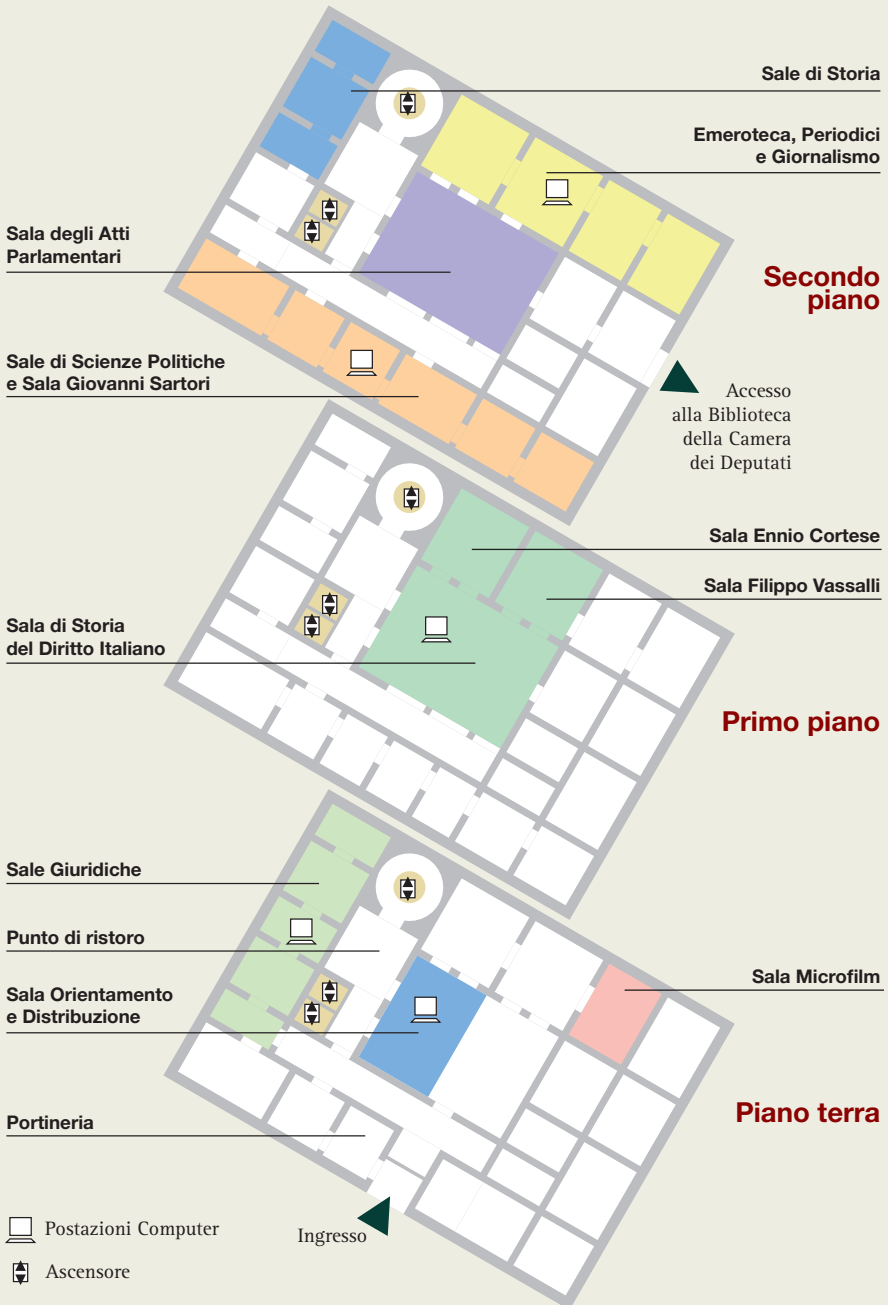 Sale di Storia
Emeroteca, Periodici
e Giornalismo
Sala degli Atti
Parlamentari
Secondo
piano
Sale di Scienze Politiche
e Sala Giovanni Sartori
Accesso
alla Biblioteca
della Camera
dei Deputati
Sala Ennio Cortese
Sala Filippo Vassalli
Sala di Storia
del Diritto Italiano
Primo piano
Sale Giuridiche
Punto di ristoro
Sala Orientamento
e Distribuzione
Sala Microfilm
Piano terra
Portineria
Ingresso
Postazioni Computer
Ascensore